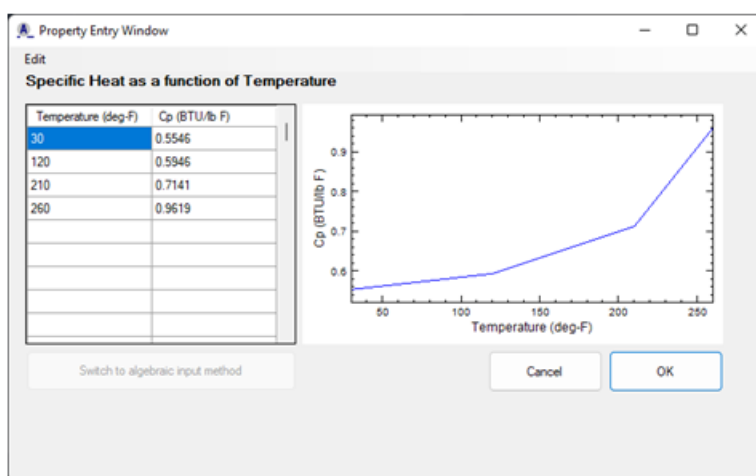 Property Entry Window
Edit
Specific Heat as a function of Temperature
Temperature (deg-F) Cp (BTU/lb F)
30 0.5546
120 0.5946
210 0.7141
260 0.9619
Cp (BTU/lb F)
0.9
0.8
0.7
0.6
50 100 150 200 250
Temperature (deg-F)
Switch to algebraic input method
Cancel
OK